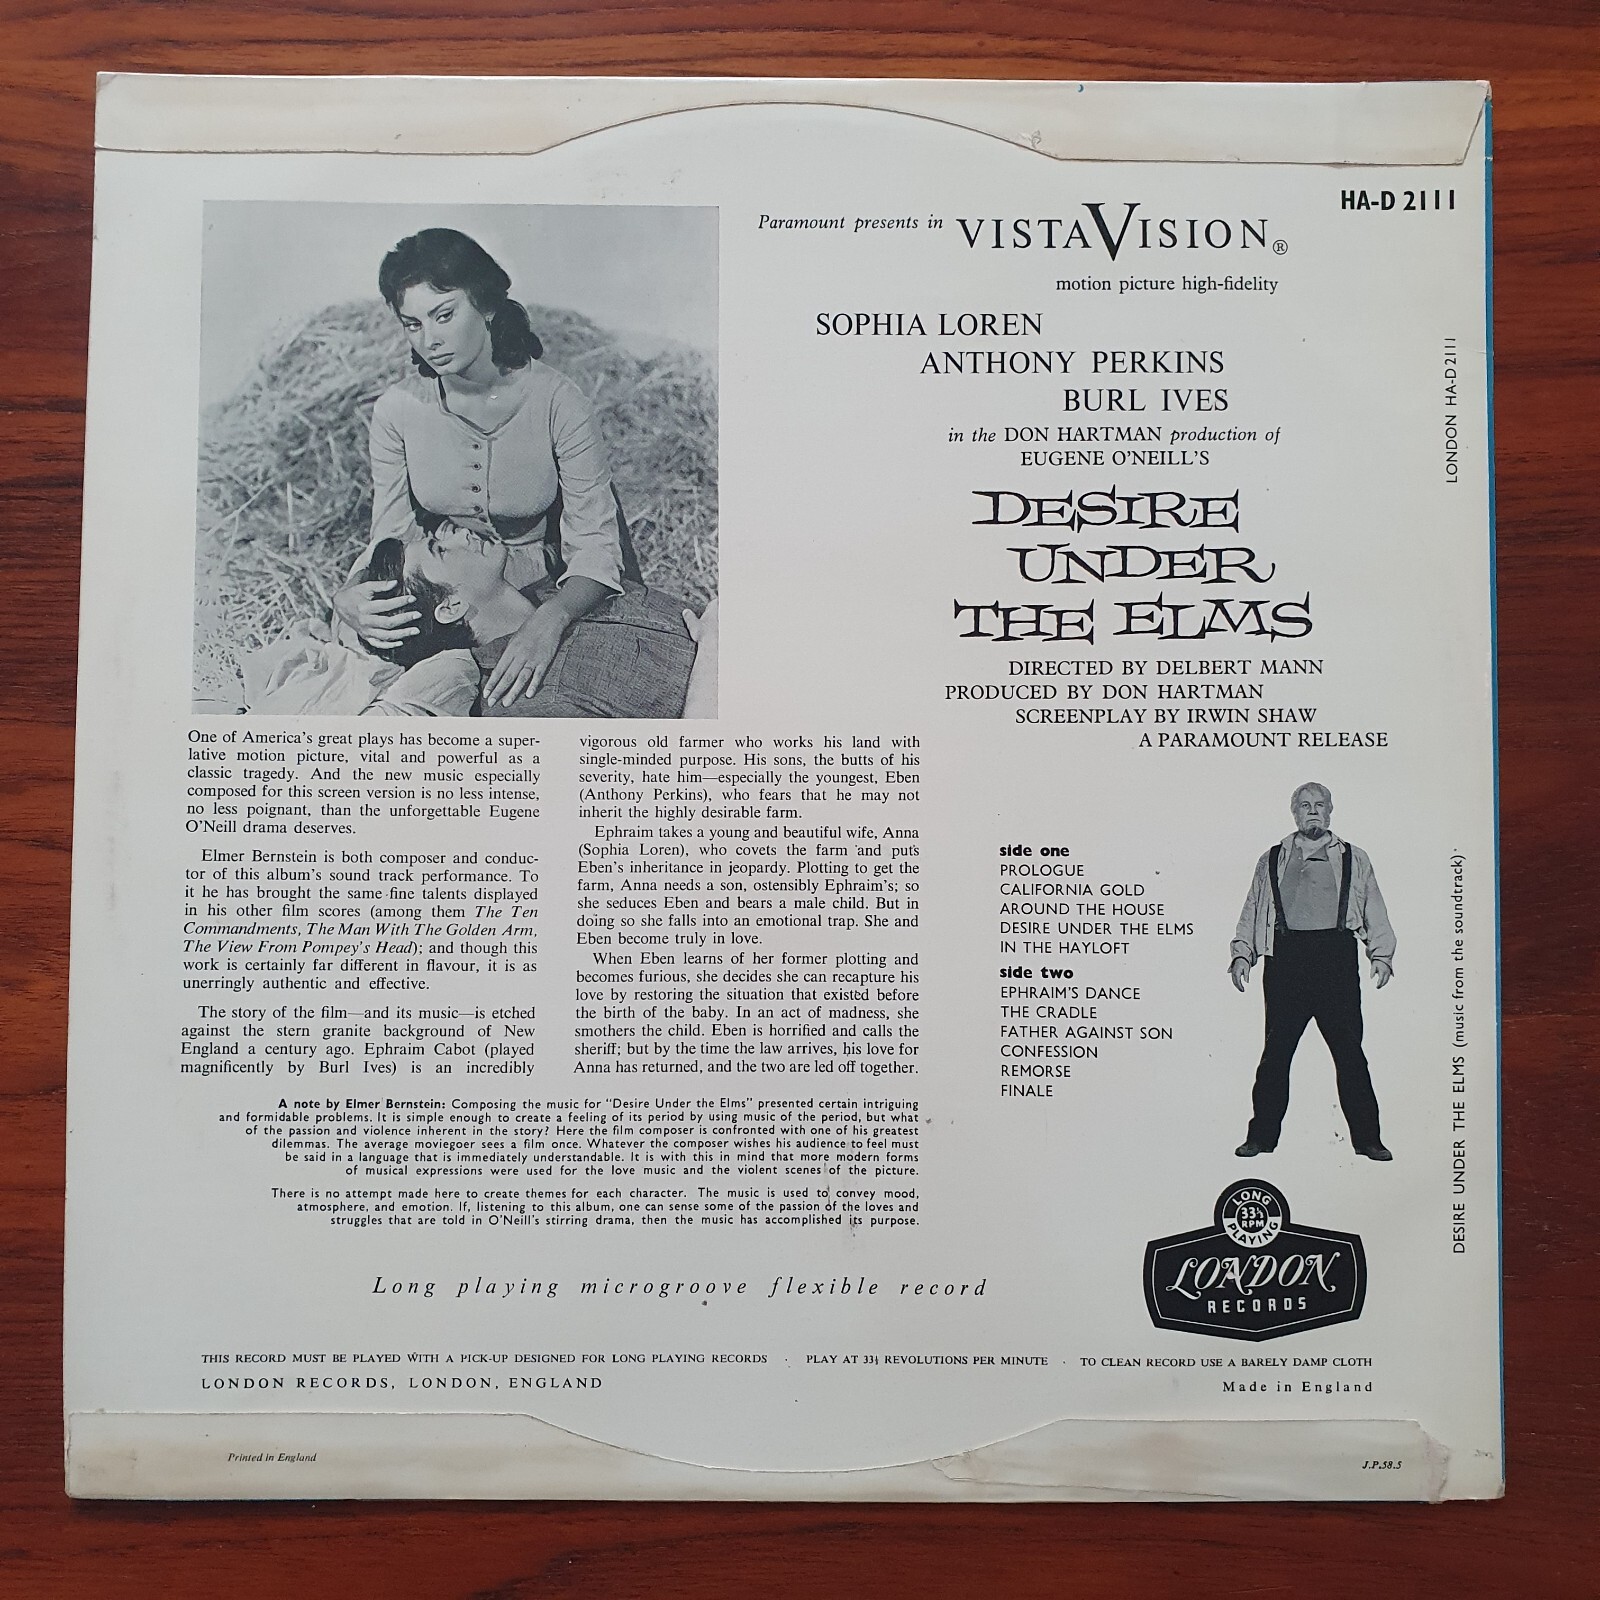 HA-D 2111
Paramount presents in VISTAVISION®
motion picture high-fidelity
SOPHIA LOREN
ANTHONY PERKINS
BURL IVES
in the DON HARTMAN production of
EUGENE O'NEILL'S
DESIRE
UNDER
THE ELMS
DIRECTED BY DELBERT MANN
PRODUCED BY DON HARTMAN
SCREENPLAY BY IRWIN SHAW
A PARAMOUNT RELEASE
One of America's great plays has become a super-
lative motion picture, vital and powerful as a
classic tragedy. And the new music especially
composed for this screen version is no less intense,
no less poignant, than the unforgettable Eugene
O'Neill drama deserves.
Elmer Bernstein is both composer and conduc-
tor of this album's sound track performance. To
it he has brought the same fine talents displayed
in his other film scores (among them The Ten
Commandments, The Man With The Golden Arm,
The View From Pompey's Head); and though this
work is certainly far different in flavour, it is as
unerringly authentic and effective.
The story of the film—and its music—is etched
against the stern granite background of New
England a century ago. Ephraim Cabot (played
magnificently by Burl Ives) is an incredibly
vigorous old farmer who works his land with
single-minded purpose. His sons, the butts of his
severity, hate him—especially the youngest, Eben
(Anthony Perkins), who fears that he may not
inherit the highly desirable farm.
Ephraim takes a young and beautiful wife, Anna
(Sophia Loren), who covets the farm and puts
Eben's inheritance in jeopardy. Plotting to get the
farm, Anna needs a son, ostensibly Ephraim's; so
she seduces Eben and bears a male child. But in
doing so she falls into an emotional trap. She and
Eben become truly in love.
When Eben learns of her former plotting and
becomes furious, she decides she can recapture his
love by restoring the situation that existed before
the birth of the baby. In an act of madness, she
smothers the child. Eben is horrified and calls the
sheriff; but by the time the law arrives, his love for
Anna has returned, and the two are led off together.
A note by Elmer Bernstein: Composing the music for "Desire Under the Elms" presented certain intriguing
and formidable problems. It is simple enough to create a feeling of its period by using music of the period, but what
of the passion and violence inherent in the story? Here the film composer is confronted with one of his greatest
dilemmas. The average moviegoer sees a film once. Whatever the composer wishes his audience to feel must
be said in a language that is immediately understandable. It is with this in mind that more modern forms
of musical expressions were used for the love music and the violent scenes of the picture.
There is no attempt made here to create themes for each character. The music is used to convey mood,
atmosphere, and emotion. If, listening to this album, one can sense some of the passion of the loves and
struggles that are told in O'Neill's stirring drama, then the music has accomplished its purpose.
side one
PROLOGUE
CALIFORNIA GOLD
AROUND THE HOUSE
DESIRE UNDER THE ELMS
IN THE HAYLOFT
side two
EPHRAIM'S DANCE
THE CRADLE
FATHER AGAINST SON
CONFESSION
REMORSE
FINALE
LONDON HA-D 2111
DESIRE UNDER THE ELMS (music from the soundtrack)
LONG
33⅓
RPM
PLAYING
LONDON
RECORDS
Long playing microgroove flexible record
THIS RECORD MUST BE PLAYED WITH A PICK-UP DESIGNED FOR LONG PLAYING RECORDS · PLAY AT 33⅓ REVOLUTIONS PER MINUTE · TO CLEAN RECORD USE A BARELY DAMP CLOTH
LONDON RECORDS, LONDON, ENGLAND
Made in England
Printed in England
J.P.58.5